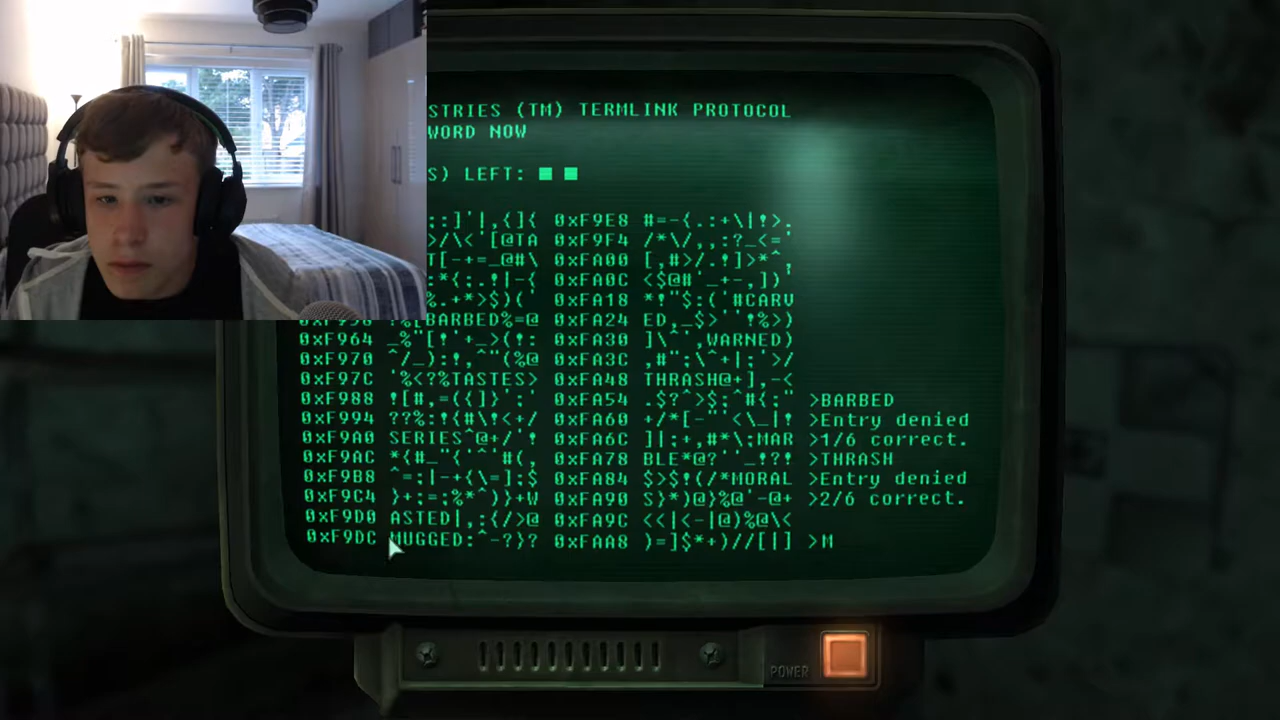 STRIES (TM) TERMLINK PROTOCOL
WORD NOW
S) LEFT: ■ ■
::]'|,{]{ 0xF9E8 #=-{.:+\|!>;
>/\<'[@TA 0xF9F4 /*\/,,:?_<='
T[-+=_@#\ 0xFA00 [,#>/.!]>*^,
:*{;.!|-{ 0xFA0C <$@#'_+-,])
%.+*>$)(' 0xFA18 *!"$:('#CARV
:%[BARBED%=@ 0xFA24 ED,_$>''!%>)
0xF964 _%"[!'+_>(!: 0xFA30 ]\^",WARNED)
0xF970 ^/_):!,^"(%@ 0xFA3C ,#";\^+|;'>/
0xF97C '%<?%TASTES> 0xFA48 THRASH@+],-<
0xF988 ![#,=({}}';' 0xFA54 .$?^>$;^#{;" >BARBED
0xF994 ??%:!{#\!<+/ 0xFA60 +/*[-"'<\_|! >Entry denied
0xF9A0 SERIES^@+/'! 0xFA6C ]|:+,#*\:MAR >1/6 correct.
0xF9AC *{#_"{'^'#(, 0xFA78 BLE*@?''_!?! >THRASH
0xF9B8 ^=;|-+{\=];$ 0xFA84 $>$!(/*MORAL >Entry denied
0xF9C4 }+:=;%*^)}+W 0xFA90 S}*)@}%@'-@+ >2/6 correct.
0xF9D0 ASTED|,:{/>@ 0xFA9C <<|<-|@)%@\<
0xF9DC MUGGED:^-?}? 0xFAA8 )=]$*+)//[|] >M
POWER